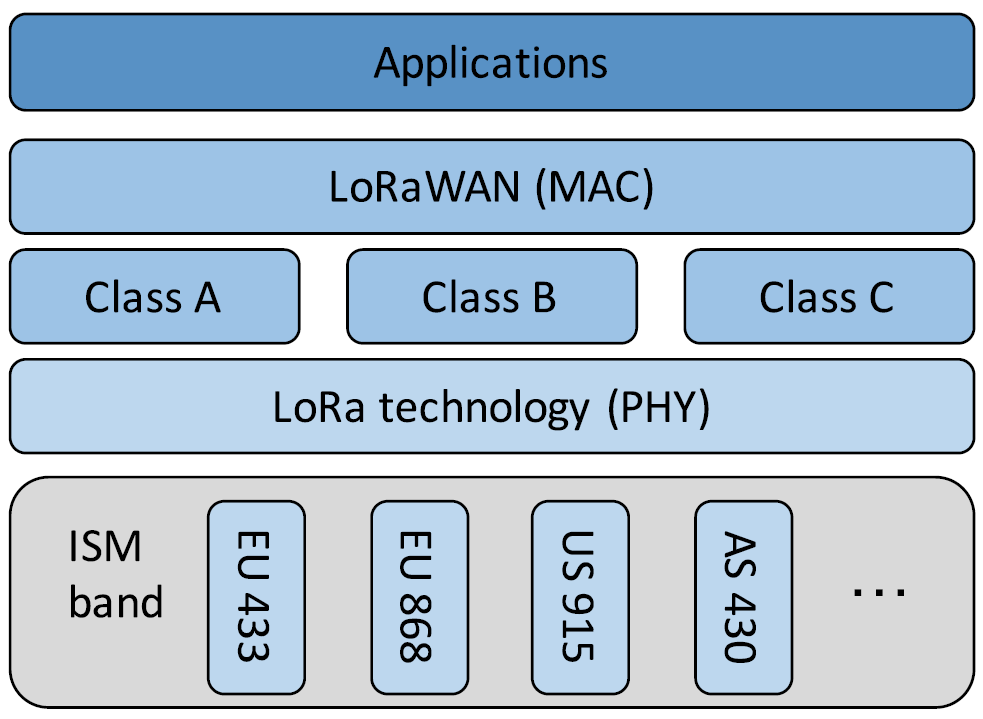 Applications
LoRaWAN (MAC)
Class A
Class B
Class C
LoRa technology (PHY)
ISM
band
EU 433
EU 868
US 915
AS 430
...